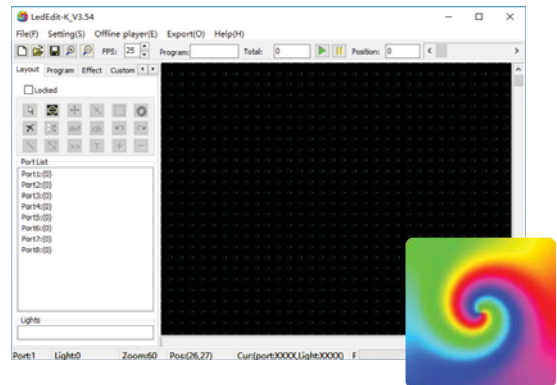 LedEdit-K_V3.54
File(F) Setting(S) Offline player(E) Export(O) Help(H)
FPS: 25 Program: Total: 0 Position: 0
Layout Program Effect Custom
Locked
dxf cjb
>> T + −
Port List
Port1:(0)
Port2:(0)
Port3:(0)
Port4:(0)
Port5:(0)
Port6:(0)
Port7:(0)
Port8:(0)
Lights
Port:1 Light:0 Zoom:60 Pos:(26,27) Cur:(port:XXXX,Light:XXXX) F